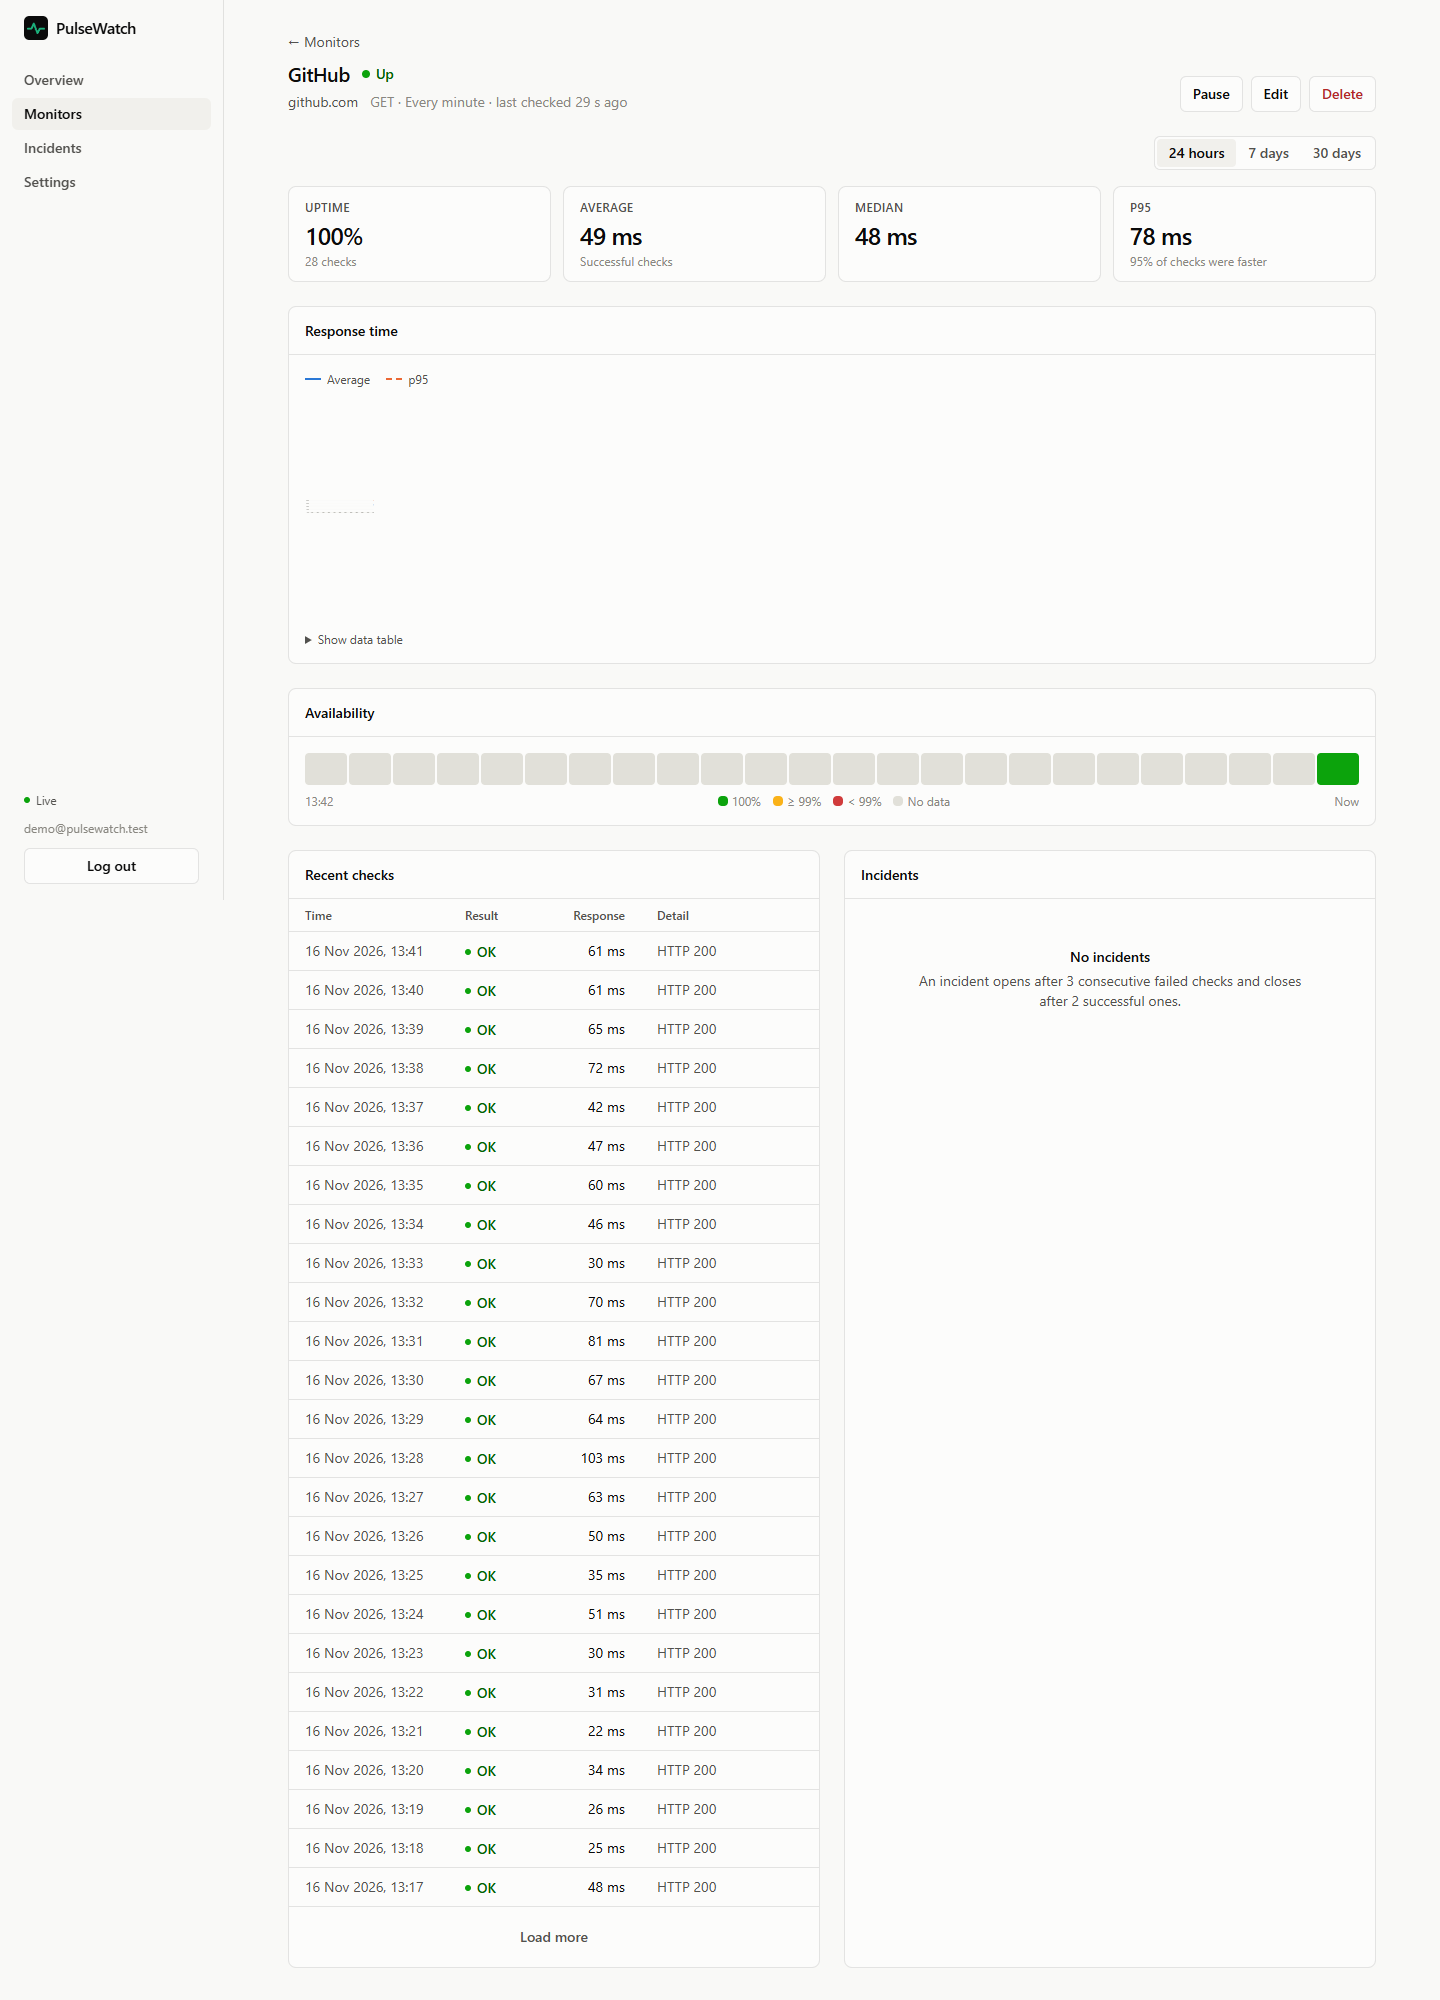 PulseWatch
Overview
Monitors
Incidents
Settings
Live
demo@pulsewatch.test
Log out
← Monitors
GitHub Up
github.com GET · Every minute · last checked 29 s ago
Pause Edit Delete
24 hours 7 days 30 days
UPTIME
100%
28 checks
AVERAGE
49 ms
Successful checks
MEDIAN
48 ms
P95
78 ms
95% of checks were faster
Response time
Average p95
Show data table
Availability
13:42 100% ≥ 99% < 99% No data Now
Recent checks
Time Result Response Detail
16 Nov 2026, 13:41 OK 61 ms HTTP 200
16 Nov 2026, 13:40 OK 61 ms HTTP 200
16 Nov 2026, 13:39 OK 65 ms HTTP 200
16 Nov 2026, 13:38 OK 72 ms HTTP 200
16 Nov 2026, 13:37 OK 42 ms HTTP 200
16 Nov 2026, 13:36 OK 47 ms HTTP 200
16 Nov 2026, 13:35 OK 60 ms HTTP 200
16 Nov 2026, 13:34 OK 46 ms HTTP 200
16 Nov 2026, 13:33 OK 30 ms HTTP 200
16 Nov 2026, 13:32 OK 70 ms HTTP 200
16 Nov 2026, 13:31 OK 81 ms HTTP 200
16 Nov 2026, 13:30 OK 67 ms HTTP 200
16 Nov 2026, 13:29 OK 64 ms HTTP 200
16 Nov 2026, 13:28 OK 103 ms HTTP 200
16 Nov 2026, 13:27 OK 63 ms HTTP 200
16 Nov 2026, 13:26 OK 50 ms HTTP 200
16 Nov 2026, 13:25 OK 35 ms HTTP 200
16 Nov 2026, 13:24 OK 51 ms HTTP 200
16 Nov 2026, 13:23 OK 30 ms HTTP 200
16 Nov 2026, 13:22 OK 31 ms HTTP 200
16 Nov 2026, 13:21 OK 22 ms HTTP 200
16 Nov 2026, 13:20 OK 34 ms HTTP 200
16 Nov 2026, 13:19 OK 26 ms HTTP 200
16 Nov 2026, 13:18 OK 25 ms HTTP 200
16 Nov 2026, 13:17 OK 48 ms HTTP 200
Load more
Incidents
No incidents
An incident opens after 3 consecutive failed checks and closes
after 2 successful ones.